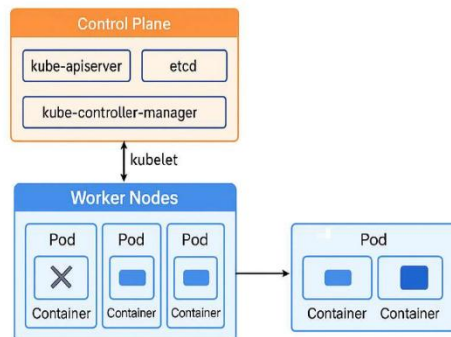 Control Plane
kube-apiserver etcd
kube-controller-manager
kubelet
Worker Nodes
Pod Pod Pod
Container Container Container
Pod
Container Container